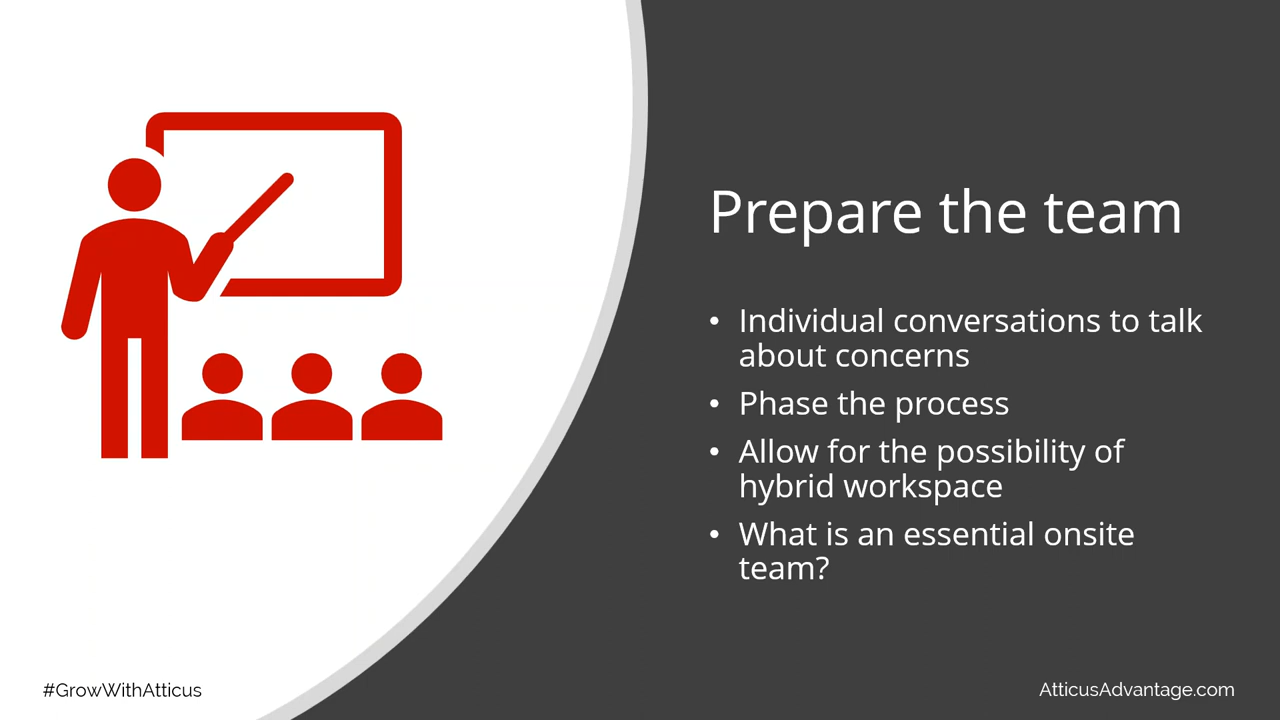 Prepare the team
• Individual conversations to talk
about concerns
• Phase the process
• Allow for the possibility of
hybrid workspace
• What is an essential onsite
team?
#GrowWithAtticus
AtticusAdvantage.com